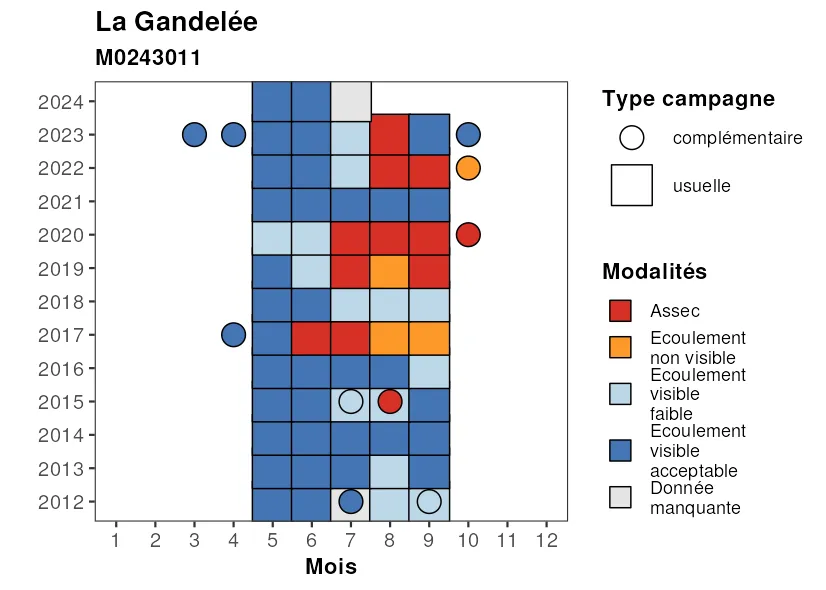 La Gandelée
M0243011
2024
2023
2022
2021
2020
2019
2018
2017
2016
2015
2014
2013
2012
1 2 3 4 5 6 7 8 9 10 11 12
Mois
Type campagne
complémentaire
usuelle
Modalités
Assec
Ecoulement
non visible
Ecoulement
visible
faible
Ecoulement
visible
acceptable
Donnée
manquante